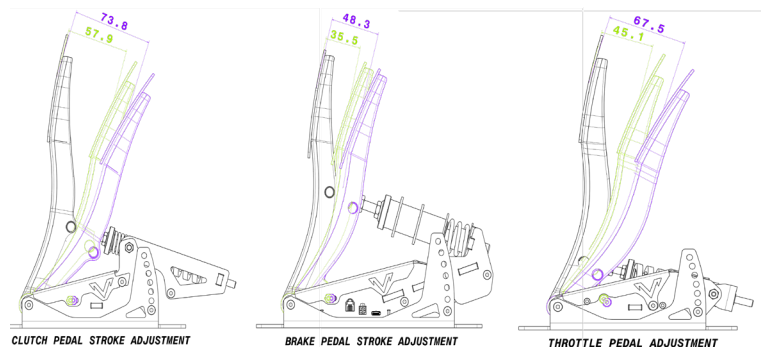 73.8
57.9
48.3
35.5
67.5
45.1
CLUTCH PEDAL STROKE ADJUSTMENT
BRAKE PEDAL STROKE ADJUSTMENT
THROTTLE PEDAL ADJUSTMENT